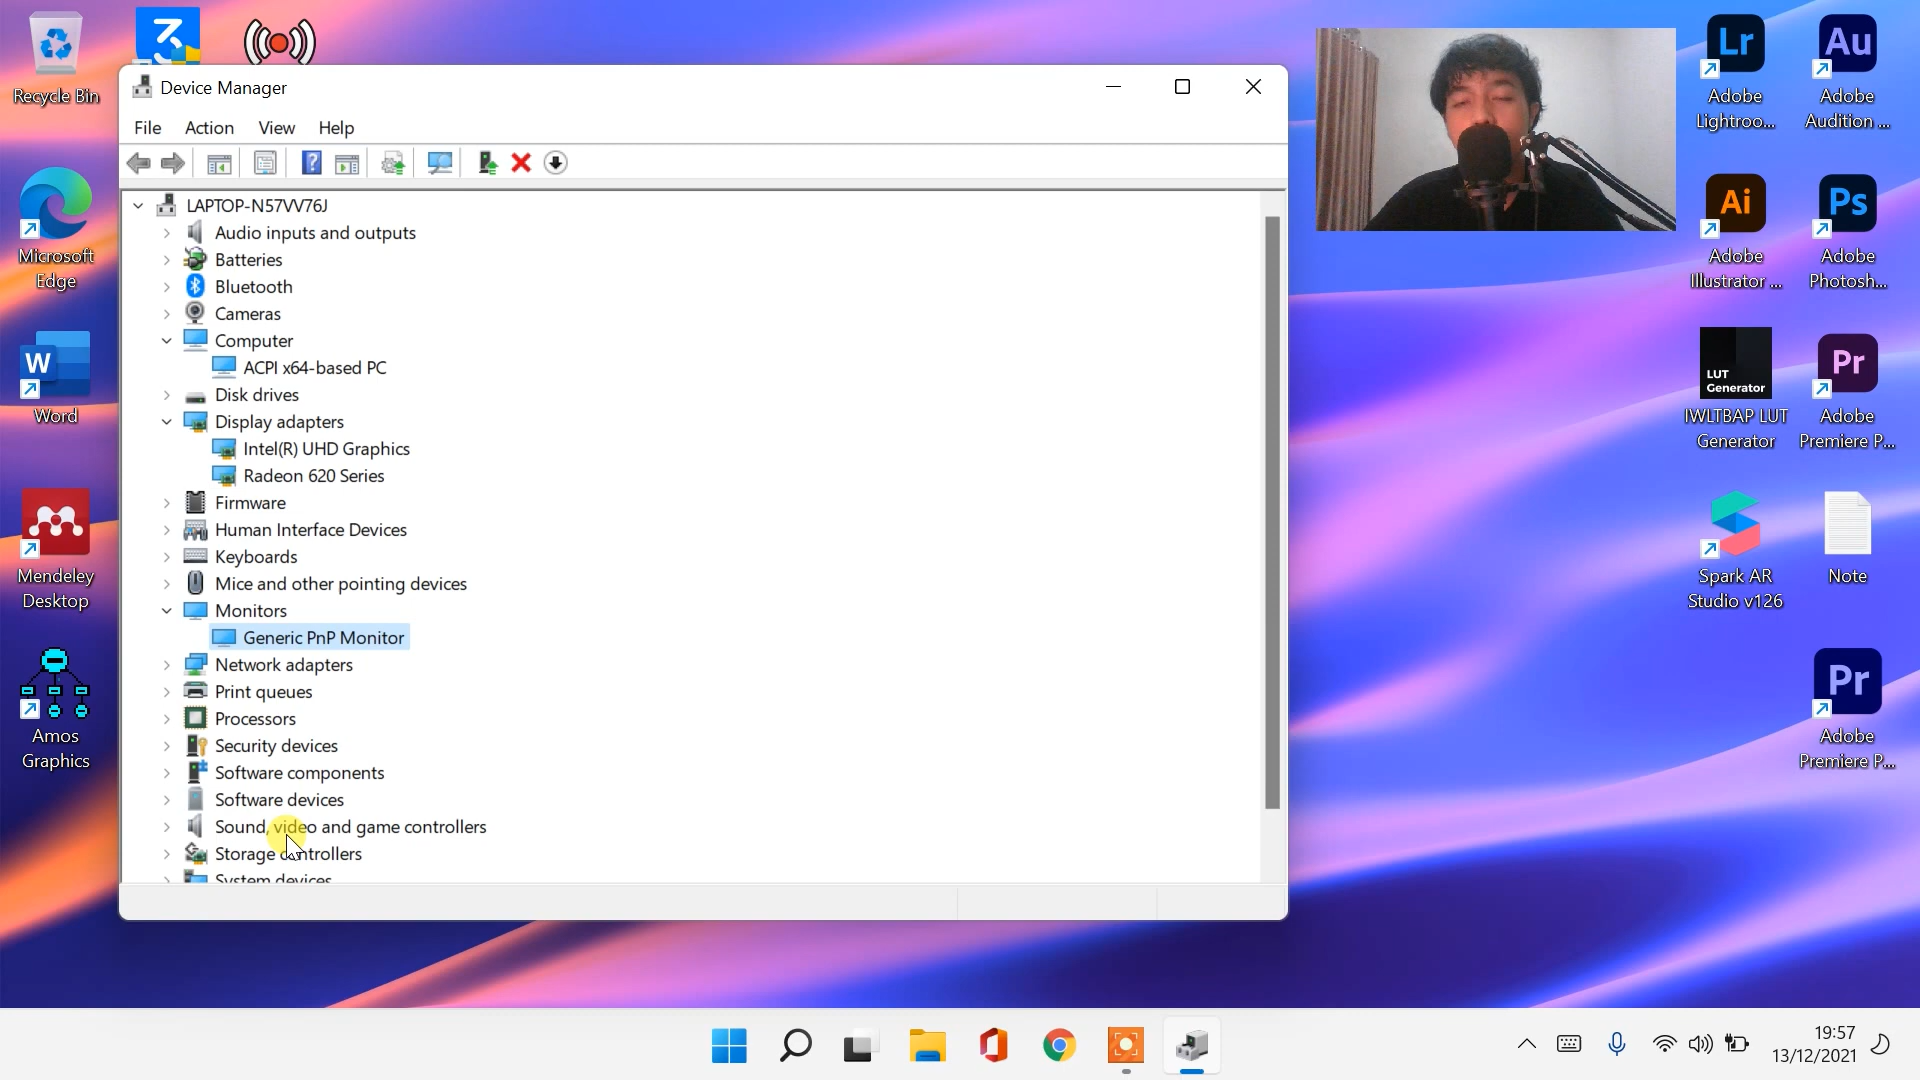 Recycle Bin
3
Lr
Adobe
Lightroo...
Au
Adobe
Audition ...
Device Manager
File Action View Help
LAPTOP-N57VV76J
Audio inputs and outputs
Batteries
Bluetooth
Cameras
Computer
ACPI x64-based PC
Disk drives
Display adapters
Intel(R) UHD Graphics
Radeon 620 Series
Firmware
Human Interface Devices
Keyboards
Mice and other pointing devices
Monitors
Generic PnP Monitor
Network adapters
Print queues
Processors
Security devices
Software components
Software devices
Sound, video and game controllers
Storage controllers
System devices
Microsoft
Edge
W
Word
Mendeley
Desktop
Amos
Graphics
Ai
Adobe
Illustrator ...
Ps
Adobe
Photosh...
LUT
Generator
IWLTBAP LUT
Generator
Pr
Adobe
Premiere P...
Spark AR
Studio v126
Note
Pr
Adobe
Premiere P...
19:57
13/12/2021